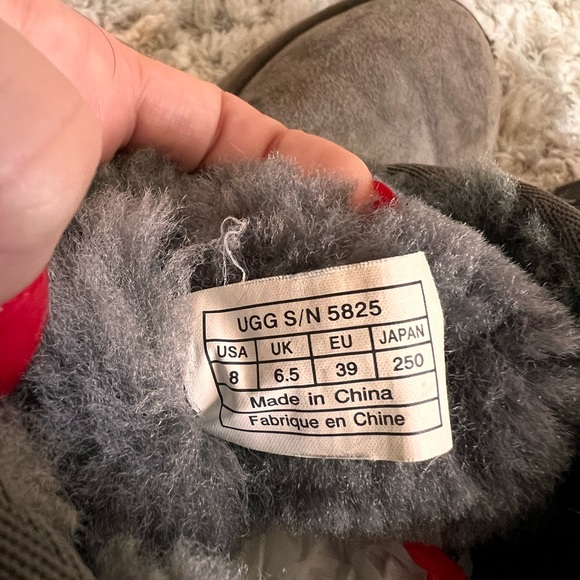 UGG S/N 5825
USA UK EU JAPAN
8 6.5 39 250
Made in China
Fabrique en Chine